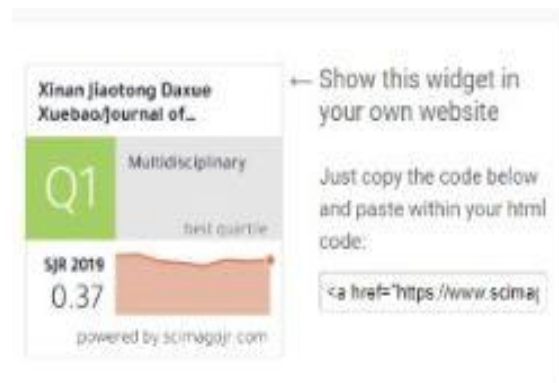 Xinan Jiaotong Daxue
Xuebao/Journal of...
Q1
Multidisciplinary
best quartile
SJR 2019
0.37
powered by scimagojr.com
← Show this widget in
your own website
Just copy the code below
and paste within your html
code:
<a href="https://www.scimag